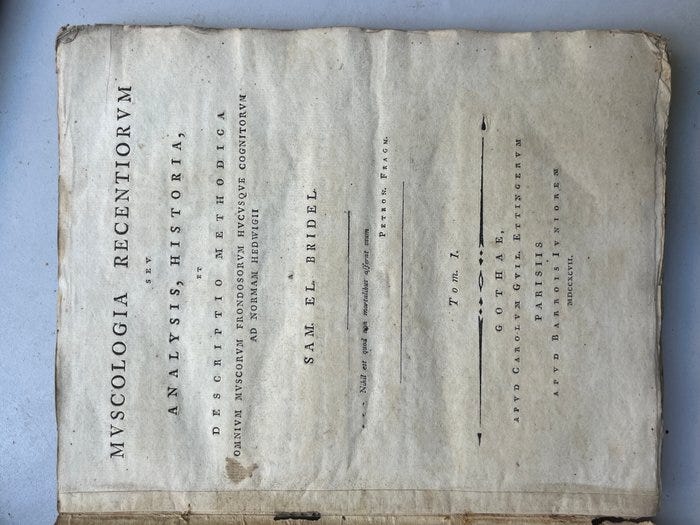 MVSCOLOGIA RECENTIORVM
SEV
ANALYSIS, HISTORIA,
ET
DESCRIPTIO METHODICA
OMNIVM MVSCORVM FRONDOSORVM HVCVSQVE COGNITORVM
AD NORMAM HEDWIGII
A
SAM. EL. BRIDEL.
- - - Nihil est quod non mortalibus afferat usum
PETRON. FRAGM.
Tom. I.
GOTHAE,
APVD CAROLVM GVIL. ETTINGERVM
PARISIIS
APVD BARROIS IVNIOREM
MDCCXCVII.